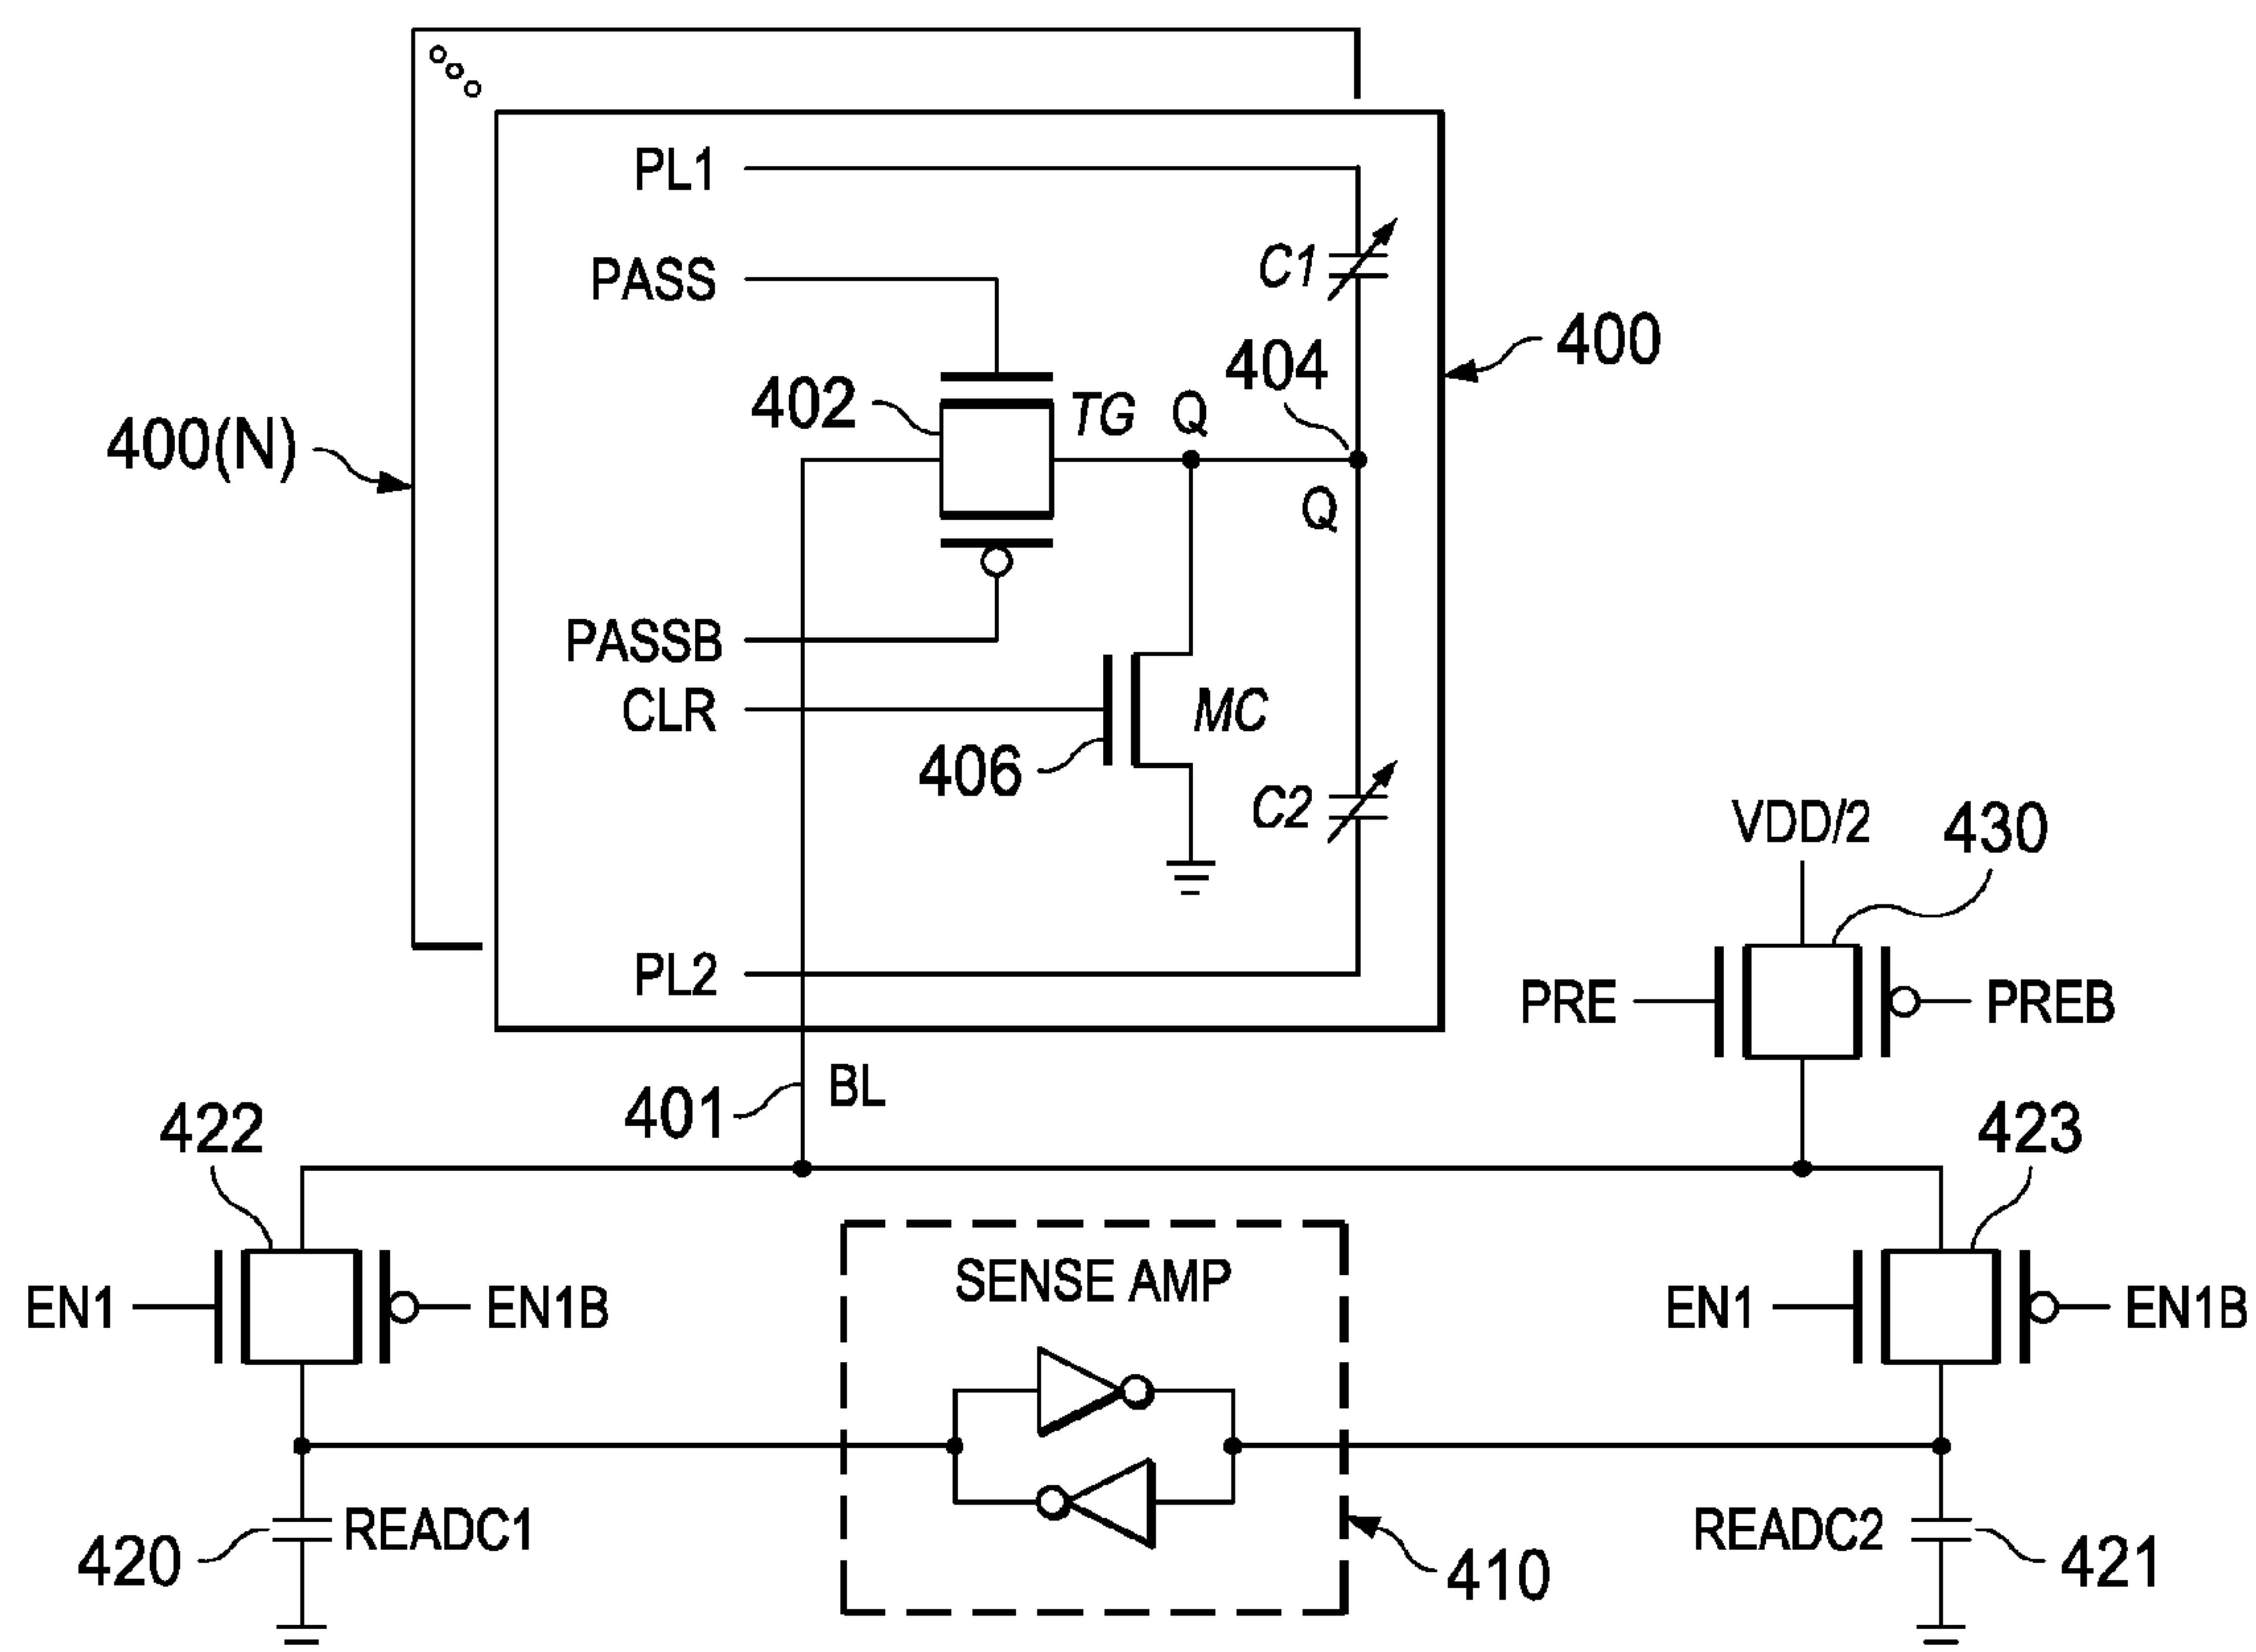 PL1
PASS
C1
400
404
402
TG
Q
400(N)
Q
PASSB
CLR
MC
406
C2
VDD/2
430
PL2
PRE
PREB
401
BL
422
423
SENSE AMP
EN1
EN1B
EN1
EN1B
READC1
READC2
420
410
421